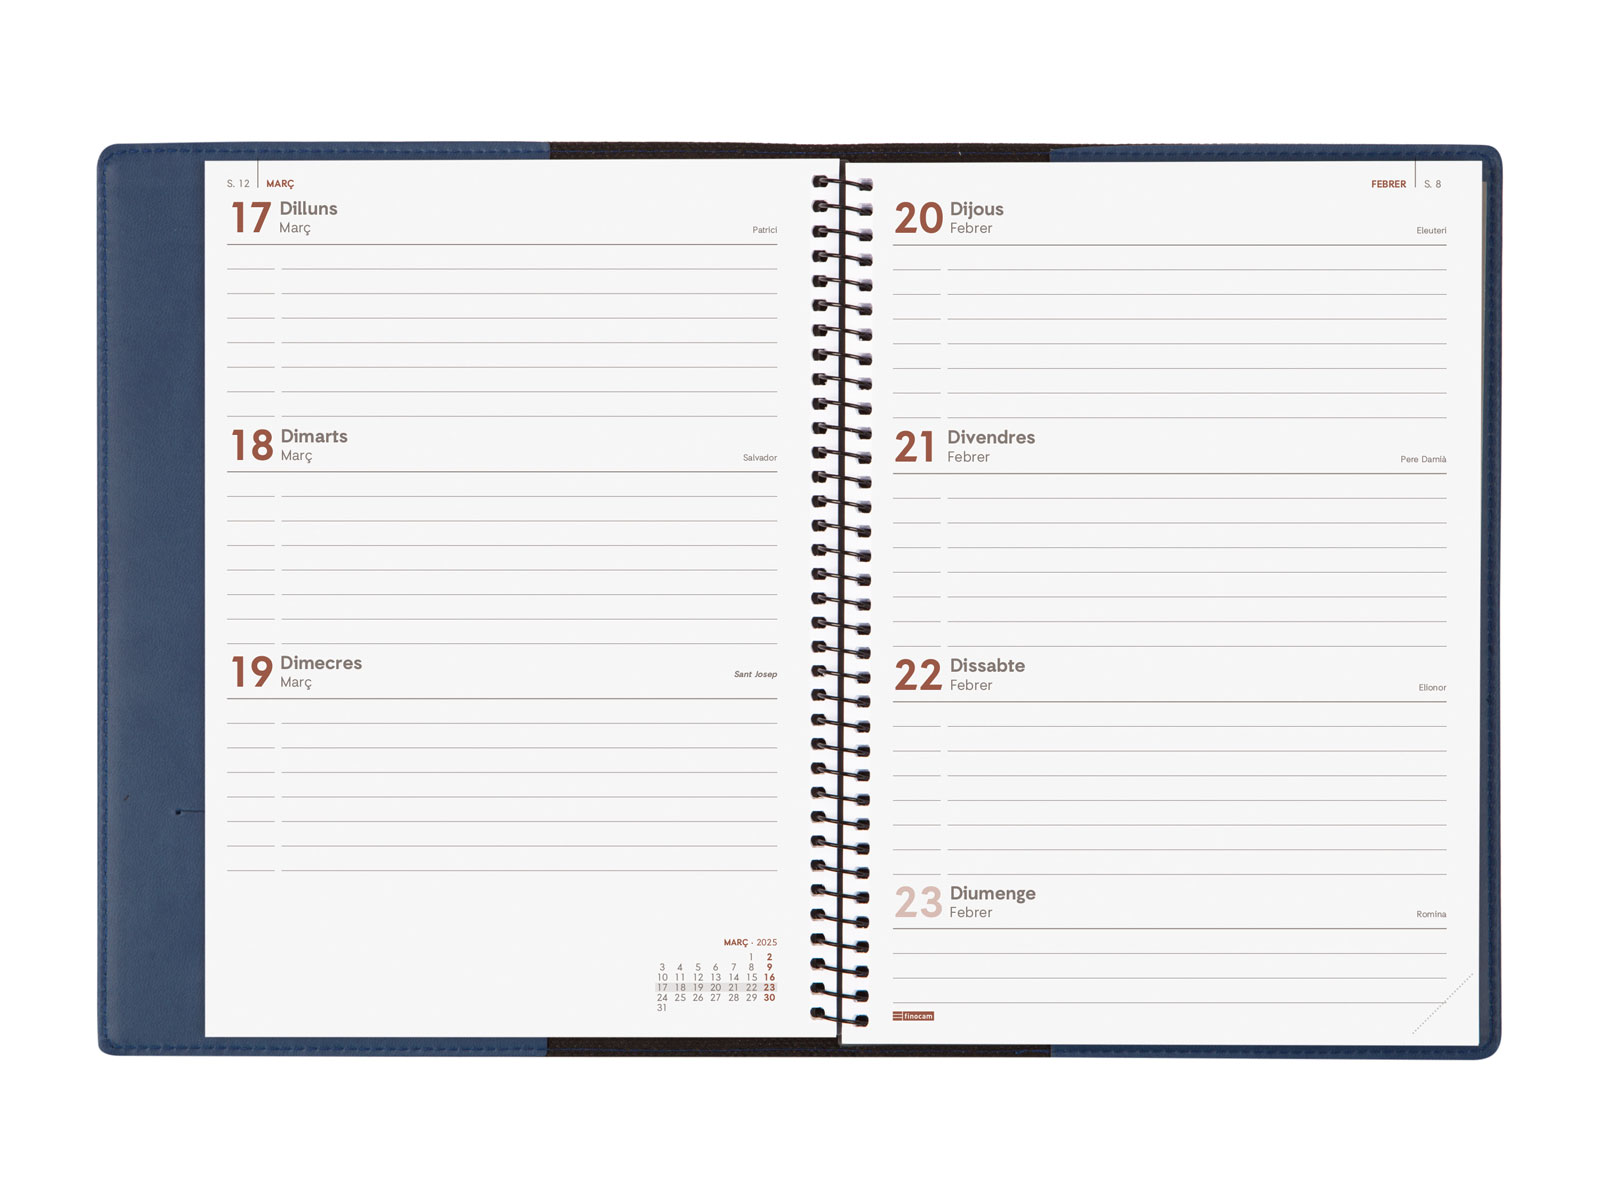 S. 12 MARÇ
17 Dilluns
Març
Patrici
18 Dimarts
Març
Salvador
19 Dimecres
Març
Sant Josep
MARÇ · 2025
1 2
3 4 5 6 7 8 9
10 11 12 13 14 15 16
17 18 19 20 21 22 23
24 25 26 27 28 29 30
31
FEBRER S. 8
20 Dijous
Febrer
Eleuteri
21 Divendres
Febrer
Pere Damià
22 Dissabte
Febrer
Elionor
23 Diumenge
Febrer
Romina
finocam